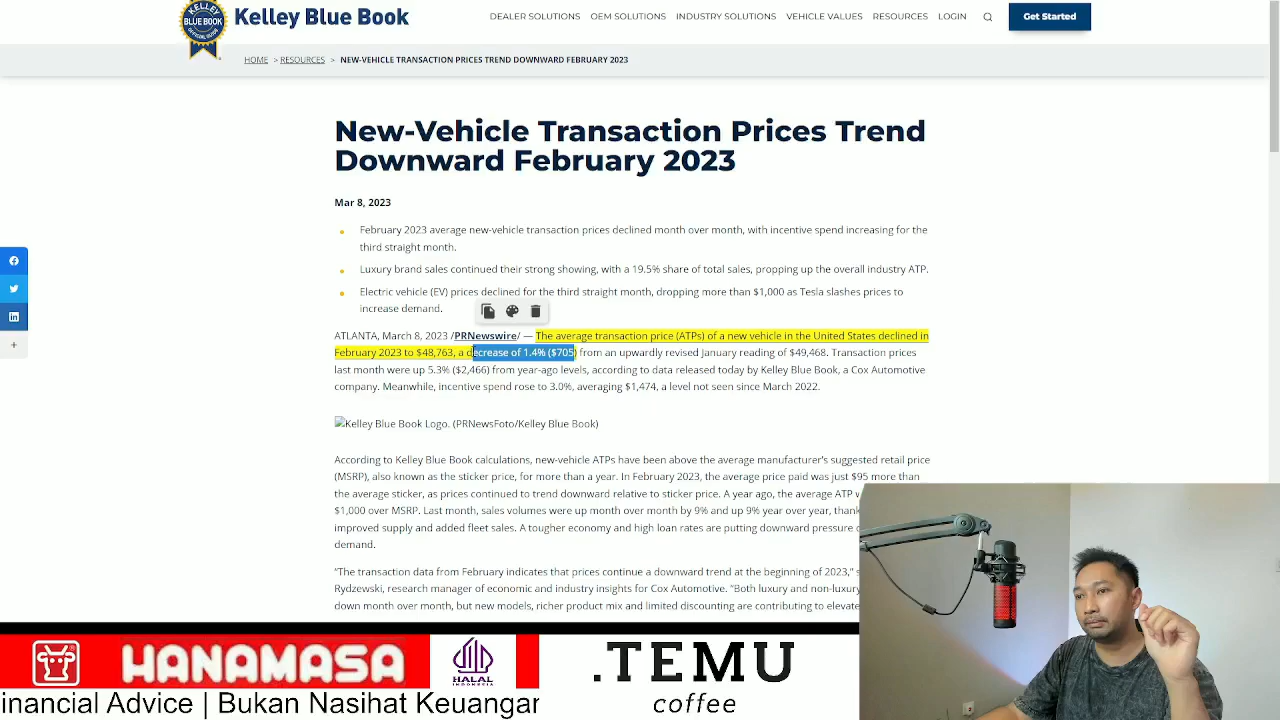 Kelley Blue Book
DEALER SOLUTIONS OEM SOLUTIONS INDUSTRY SOLUTIONS VEHICLE VALUES RESOURCES LOGIN Get Started
KELLEY
BLUE BOOK
HOME > RESOURCES > NEW-VEHICLE TRANSACTION PRICES TREND DOWNWARD FEBRUARY 2023
New-Vehicle Transaction Prices Trend
Downward February 2023
Mar 8, 2023
February 2023 average new-vehicle transaction prices declined month over month, with incentive spend increasing for the
third straight month.
Luxury brand sales continued their strong showing, with a 19.5% share of total sales, propping up the overall industry ATP.
Electric vehicle (EV) prices declined for the third straight month, dropping more than $1,000 as Tesla slashes prices to
increase demand.
ATLANTA, March 8, 2023 /PRNewswire/ — The average transaction price (ATPs) of a new vehicle in the United States declined in
February 2023 to $48,763, a decrease of 1.4% ($705) from an upwardly revised January reading of $49,468. Transaction prices
last month were up 5.3% ($2,466) from year-ago levels, according to data released today by Kelley Blue Book, a Cox Automotive
company. Meanwhile, incentive spend rose to 3.0%, averaging $1,474, a level not seen since March 2022.
Kelley Blue Book Logo. (PRNewsFoto/Kelley Blue Book)
According to Kelley Blue Book calculations, new-vehicle ATPs have been above the average manufacturer's suggested retail price
(MSRP), also known as the sticker price, for more than a year. In February 2023, the average price paid was just $95 more than
the average sticker, as prices continued to trend downward relative to sticker price. A year ago, the average ATP
$1,000 over MSRP. Last month, sales volumes were up month over month by 9% and up 9% year over year,
improved supply and added fleet sales. A tougher economy and high loan rates are putting downward pressure
demand.
"The transaction data from February indicates that prices continue a downward trend at the beginning of 2023,"
Rydzewski, research manager of economic and industry insights for Cox Automotive. "Both luxury and non-luxury
down month over month, but new models, richer product mix and limited discounting are contributing to
HANAMASA
HALAL
INDONESIA
.TEMU
coffee
inancial Advice | Bukan Nasihat Keuangan